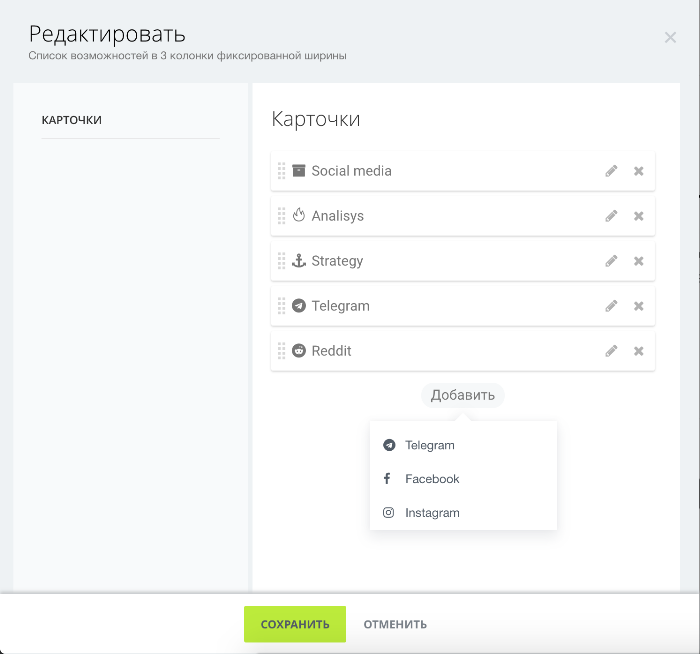 Редактировать
Список возможностей в 3 колонки фиксированной ширины
КАРТОЧКИ
Карточки
Social media
Analisys
Strategy
Telegram
Reddit
Добавить
Telegram
Facebook
Instagram
СОХРАНИТЬ ОТМЕНИТЬ